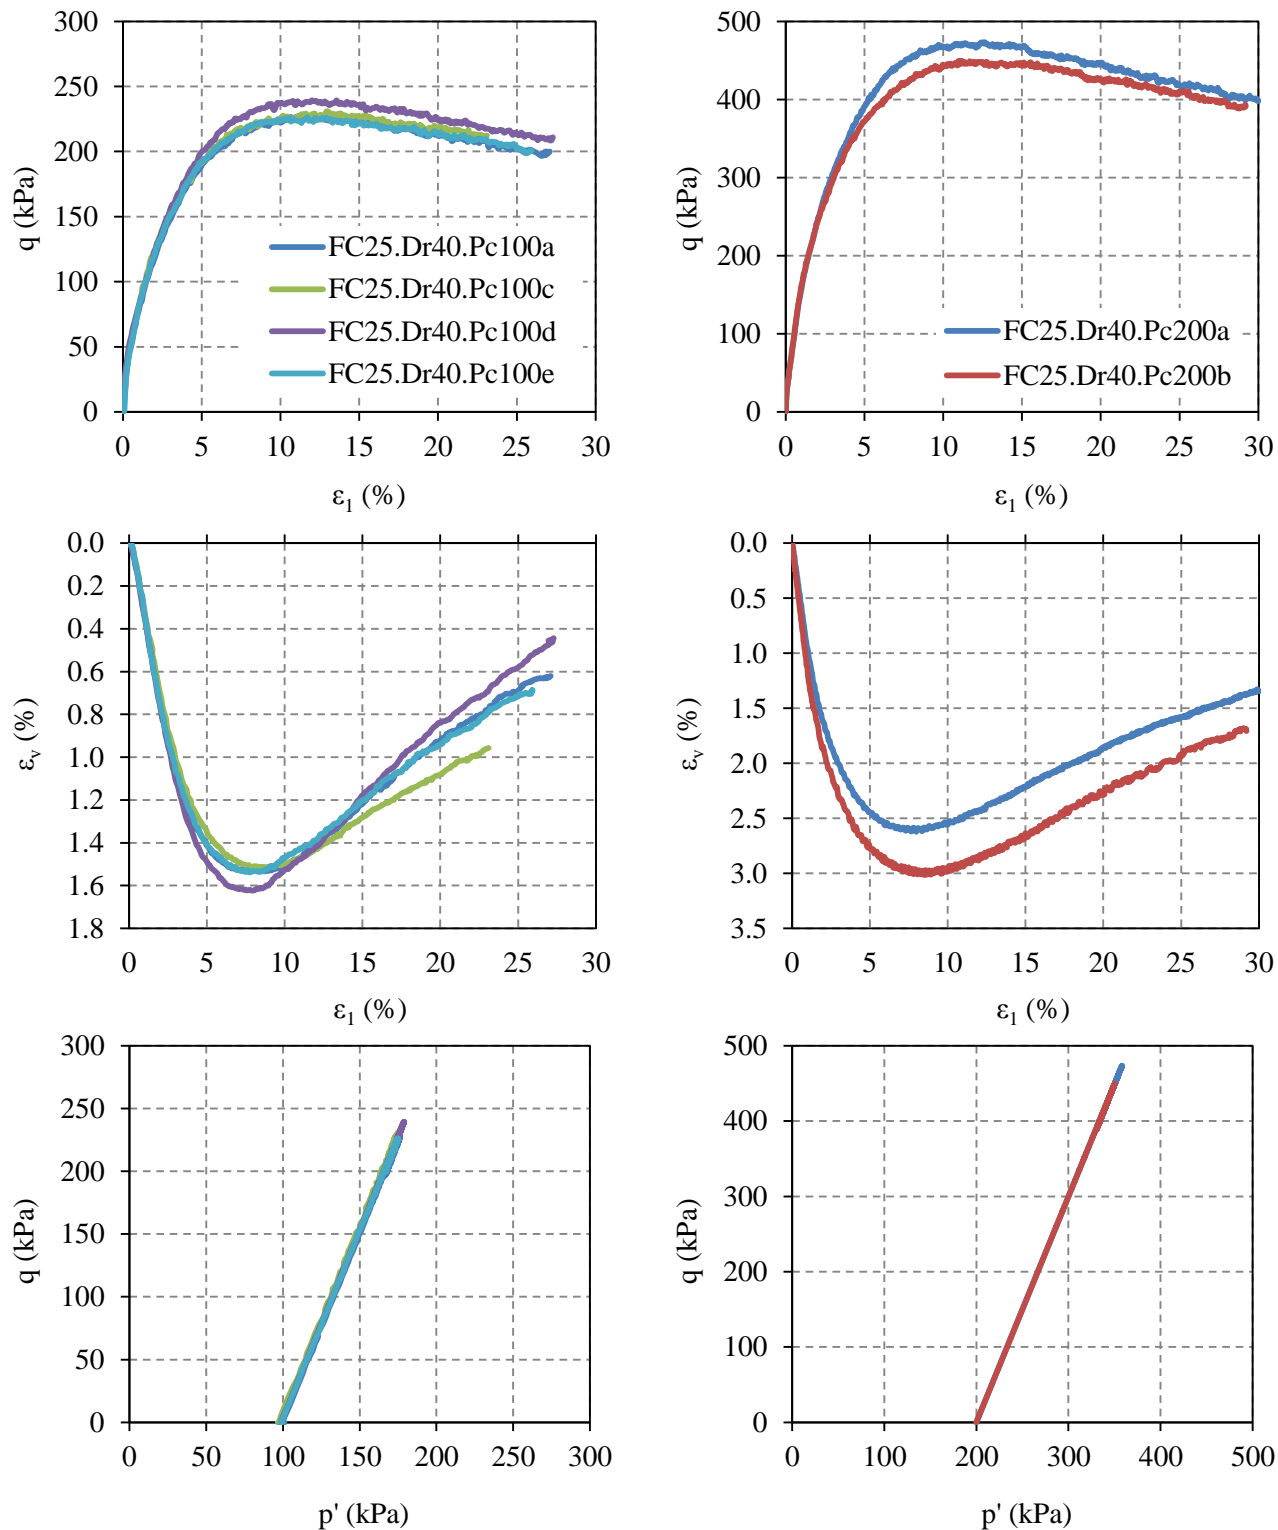 300
250
200
150
100
50
0
q (kPa)
FC25.Dr40.Pc100a
FC25.Dr40.Pc100c
FC25.Dr40.Pc100d
FC25.Dr40.Pc100e
0 5 10 15 20 25 30
ε1 (%)
500
400
300
200
100
0
q (kPa)
FC25.Dr40.Pc200a
FC25.Dr40.Pc200b
0 5 10 15 20 25 30
ε1 (%)
0.0
0.2
0.4
0.6
0.8
1.0
1.2
1.4
1.6
1.8
εv (%)
0 5 10 15 20 25 30
ε1 (%)
0.0
0.5
1.0
1.5
2.0
2.5
3.0
3.5
εv (%)
0 5 10 15 20 25 30
ε1 (%)
300
250
200
150
100
50
0
q (kPa)
0 50 100 150 200 250 300
p' (kPa)
500
400
300
200
100
0
q (kPa)
0 100 200 300 400 500
p' (kPa)